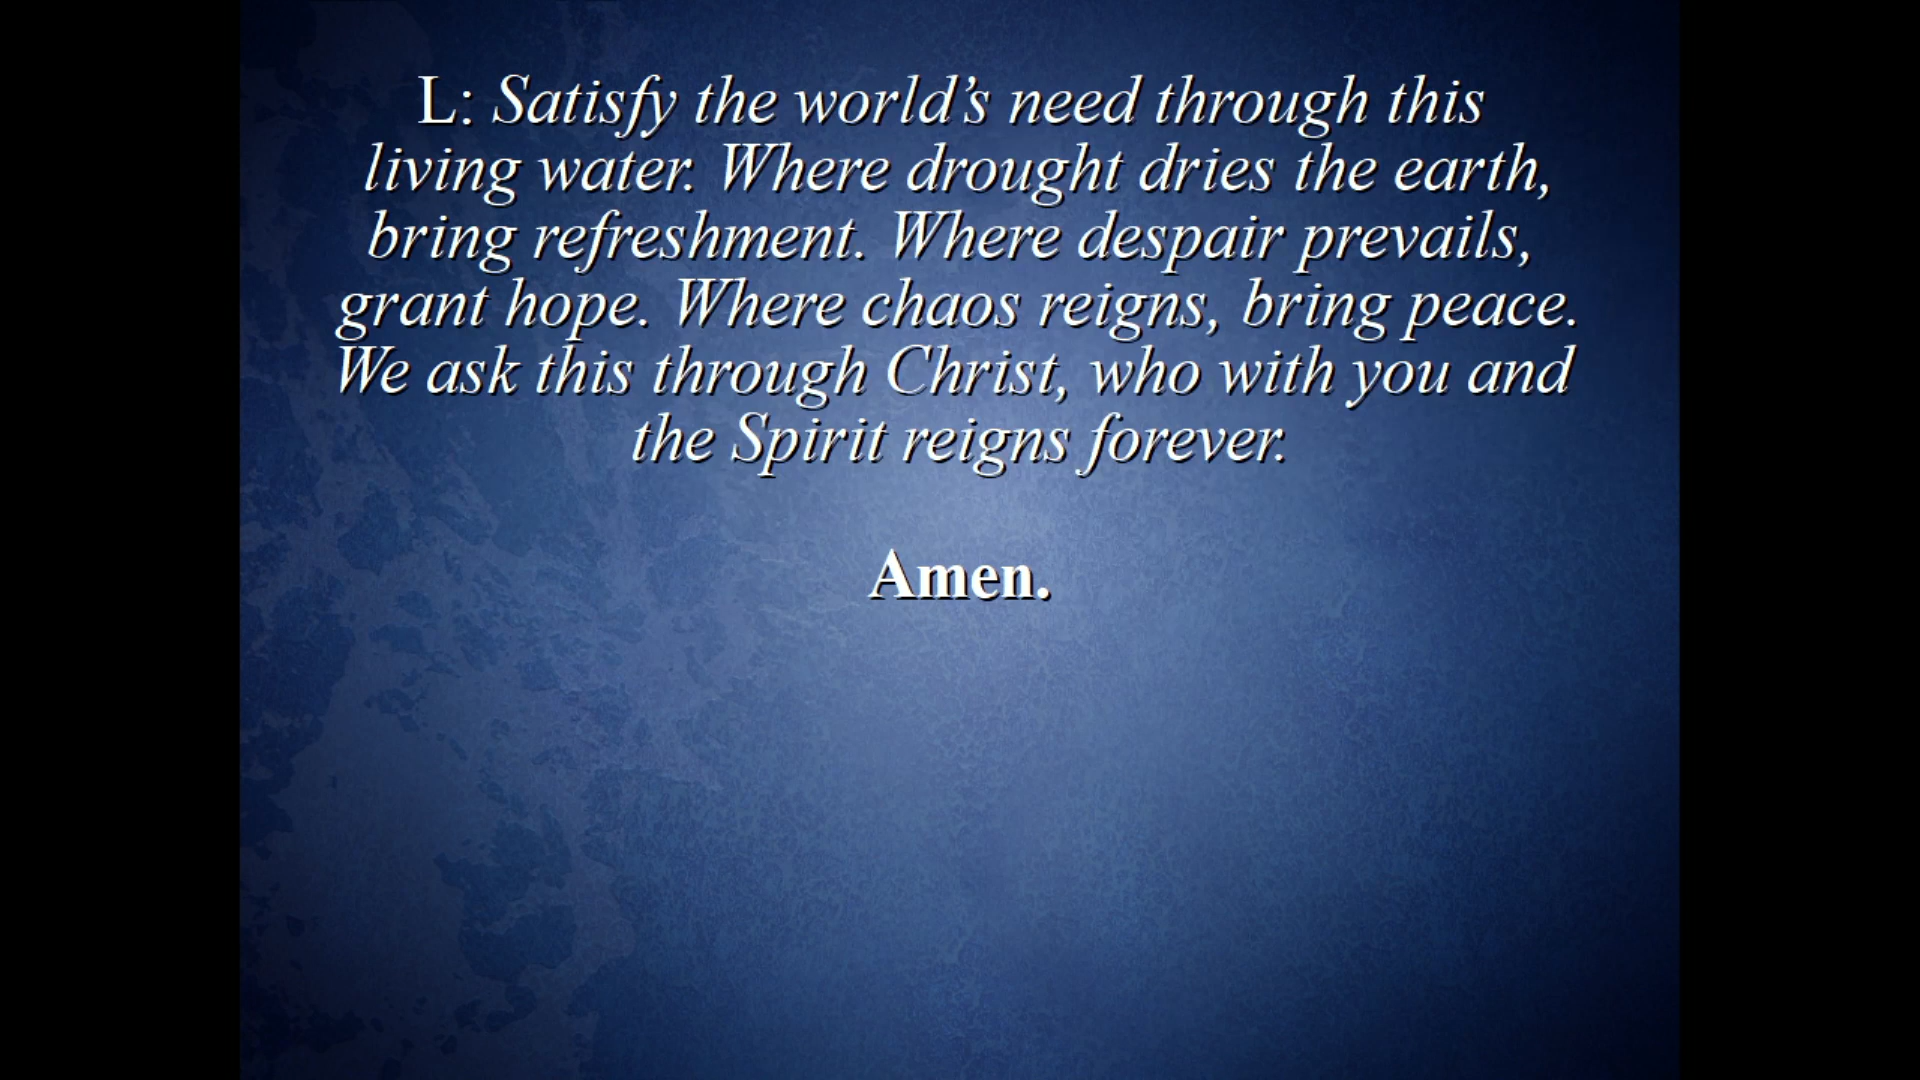 L: Satisfy the world’s need through this
living water. Where drought dries the earth,
bring refreshment. Where despair prevails,
grant hope. Where chaos reigns, bring peace.
We ask this through Christ, who with you and
the Spirit reigns forever.
Amen.